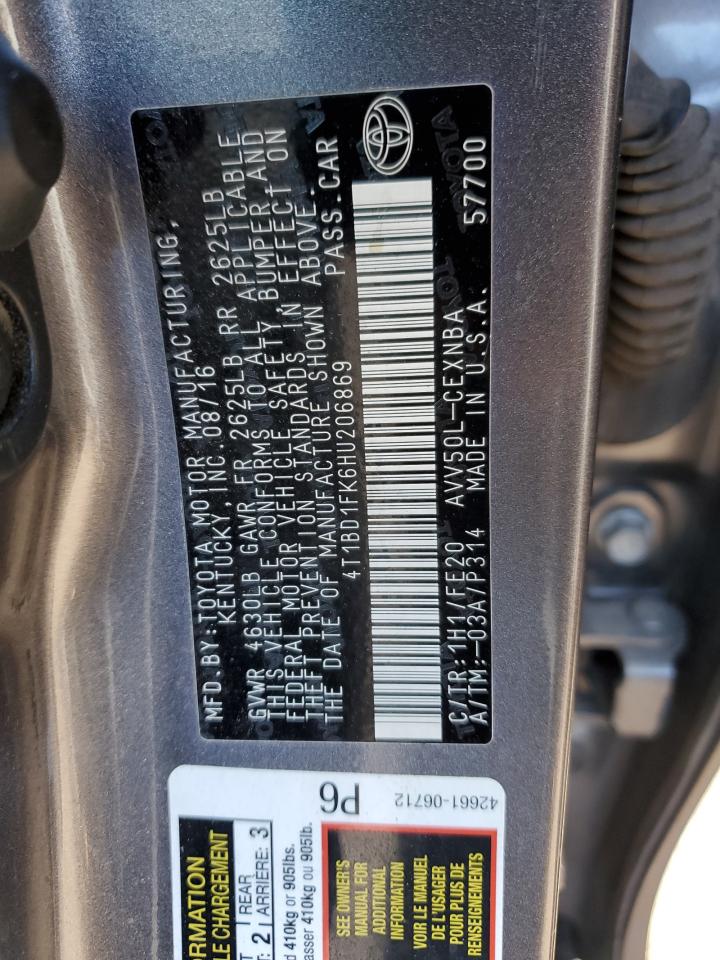 MFD.BY:TOYOTA MOTOR MANUFACTURING,
KENTUCKY, INC. 08/16
GVWR 4630LB GAWR FR 2625LB RR 2625LB
THIS VEHICLE CONFORMS TO ALL APPLICABLE
FEDERAL MOTOR VEHICLE SAFETY BUMPER AND
THEFT PREVENTION STANDARDS IN EFFECT ON
THE DATE OF MANUFACTURE SHOWN ABOVE.
4T1BD1FK6HU206869 PASS CAR
C/TR:1H1/FE20 AVV50L-CEXNBA
A/TM:-03A/P314 MADE IN U.S.A. 57700
TOYOTA
P6
42661-06712
LE CHARGEMENT
REAR
2 ARRIÈRE: 3
410kg or 905lbs.
410kg ou 905lb.
SEE OWNER'S
MANUAL FOR
ADDITIONAL
INFORMATION
VOIR LE MANUEL
DE L'USAGER
POUR PLUS DE
RENSEIGNEMENTS